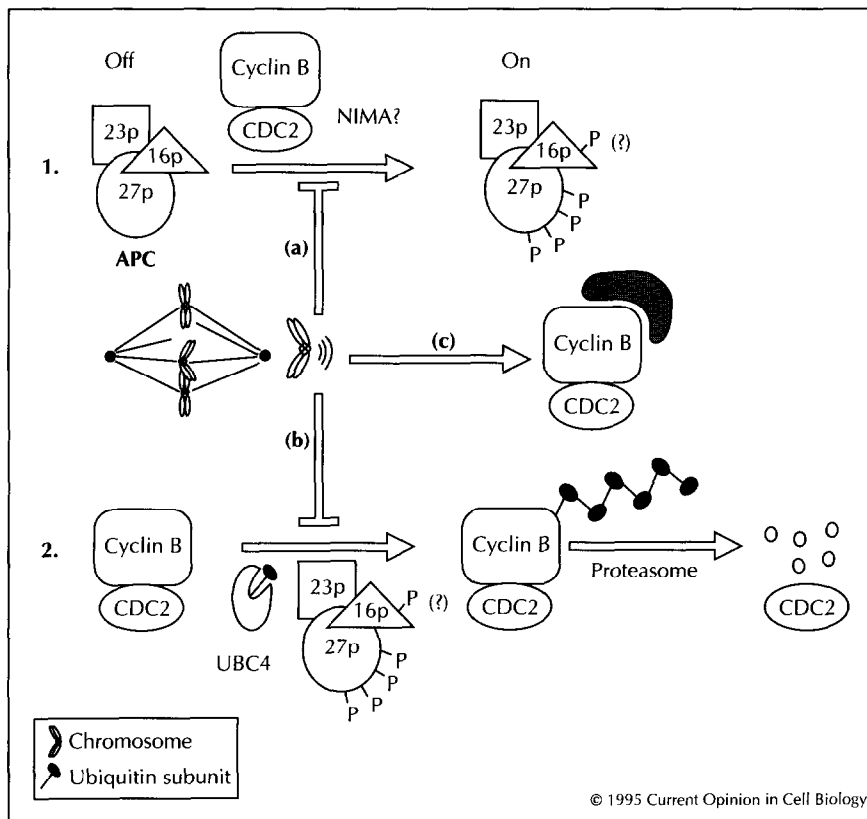 Off
Cyclin B
CDC2
NIMA?
On
1.
23p
16p
27p
APC
23p
16p
27p
P (?)
P
P
P
P
P
(a)
(c)
Cyclin B
CDC2
(b)
2.
Cyclin B
CDC2
UBC4
23p
16p
27p
P (?)
P
P
P
P
P
Cyclin B
CDC2
Proteasome
CDC2
Chromosome
Ubiquitin subunit
© 1995 Current Opinion in Cell Biology